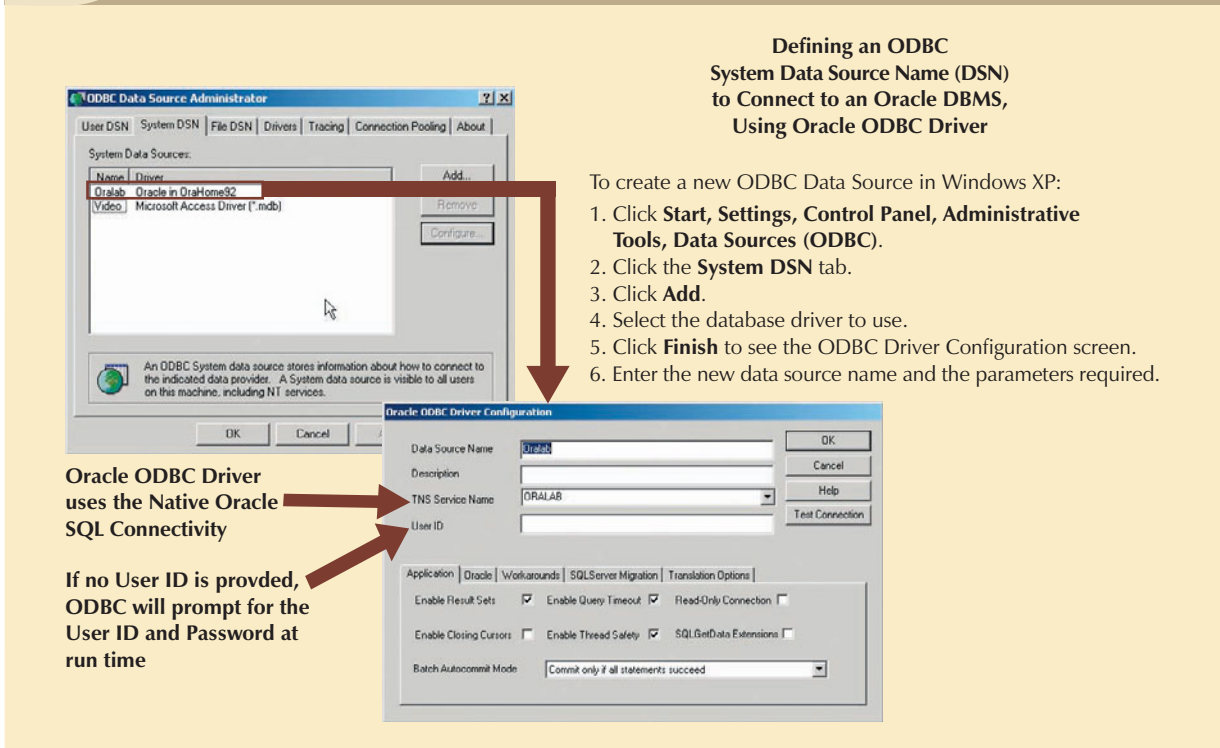 Defining an ODBC
System Data Source Name (DSN)
to Connect to an Oracle DBMS,
Using Oracle ODBC Driver
ODBC Data Source Administrator
User DSN System DSN File DSN Drivers Tracing Connection Pooling About
System Data Sources:
Name Driver
Oralab Oracle in OraHome92
Video Microsoft Access Driver (*.mdb)
Add...
Remove
Configure...
An ODBC System data source stores information about how to connect to
the indicated data provider. A System data source is visible to all users
on this machine, including NT services.
OK Cancel
To create a new ODBC Data Source in Windows XP:
1. Click Start, Settings, Control Panel, Administrative
Tools, Data Sources (ODBC).
2. Click the System DSN tab.
3. Click Add.
4. Select the database driver to use.
5. Click Finish to see the ODBC Driver Configuration screen.
6. Enter the new data source name and the parameters required.
Oracle ODBC Driver
uses the Native Oracle
SQL Connectivity
If no User ID is provded,
ODBC will prompt for the
User ID and Password at
run time
Oracle ODBC Driver Configuration
Data Source Name Oralab
Description
TNS Service Name ORALAB
User ID
OK
Cancel
Help
Test Connection
Application Oracle Workarounds SQLServer Migration Translation Options
Enable Result Sets Enable Query Timeout Read-Only Connection
Enable Closing Cursors Enable Thread Safety SQLGetData Extensions
Batch Autocommit Mode Commit only if all statements succeed